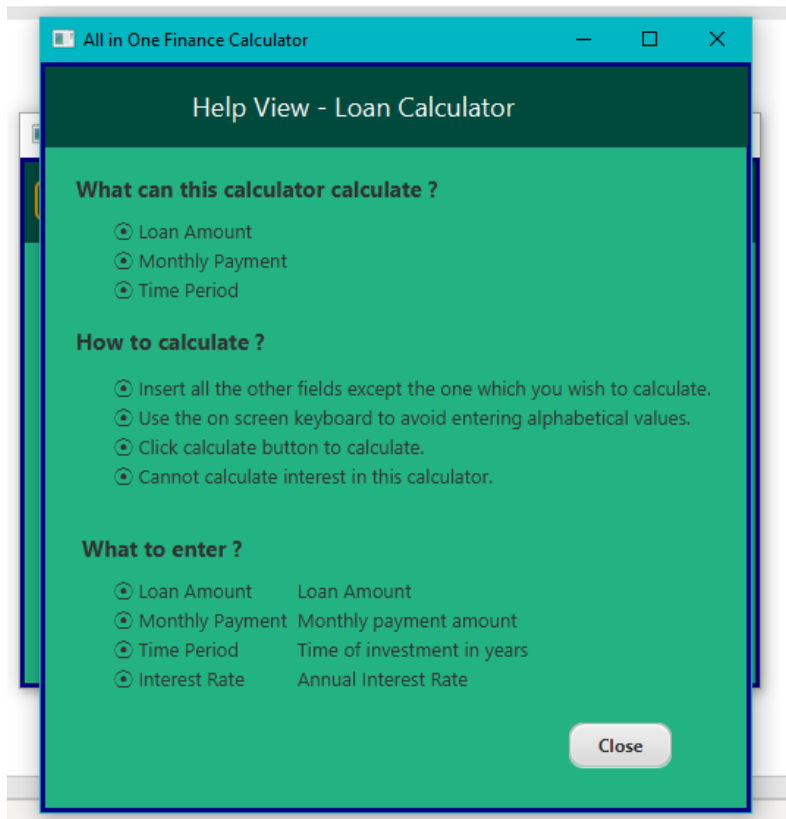 All in One Finance Calculator
Help View - Loan Calculator
What can this calculator calculate ?
Loan Amount
Monthly Payment
Time Period
How to calculate ?
Insert all the other fields except the one which you wish to calculate.
Use the on screen keyboard to avoid entering alphabetical values.
Click calculate button to calculate.
Cannot calculate interest in this calculator.
What to enter ?
Loan Amount Loan Amount
Monthly Payment Monthly payment amount
Time Period Time of investment in years
Interest Rate Annual Interest Rate
Close